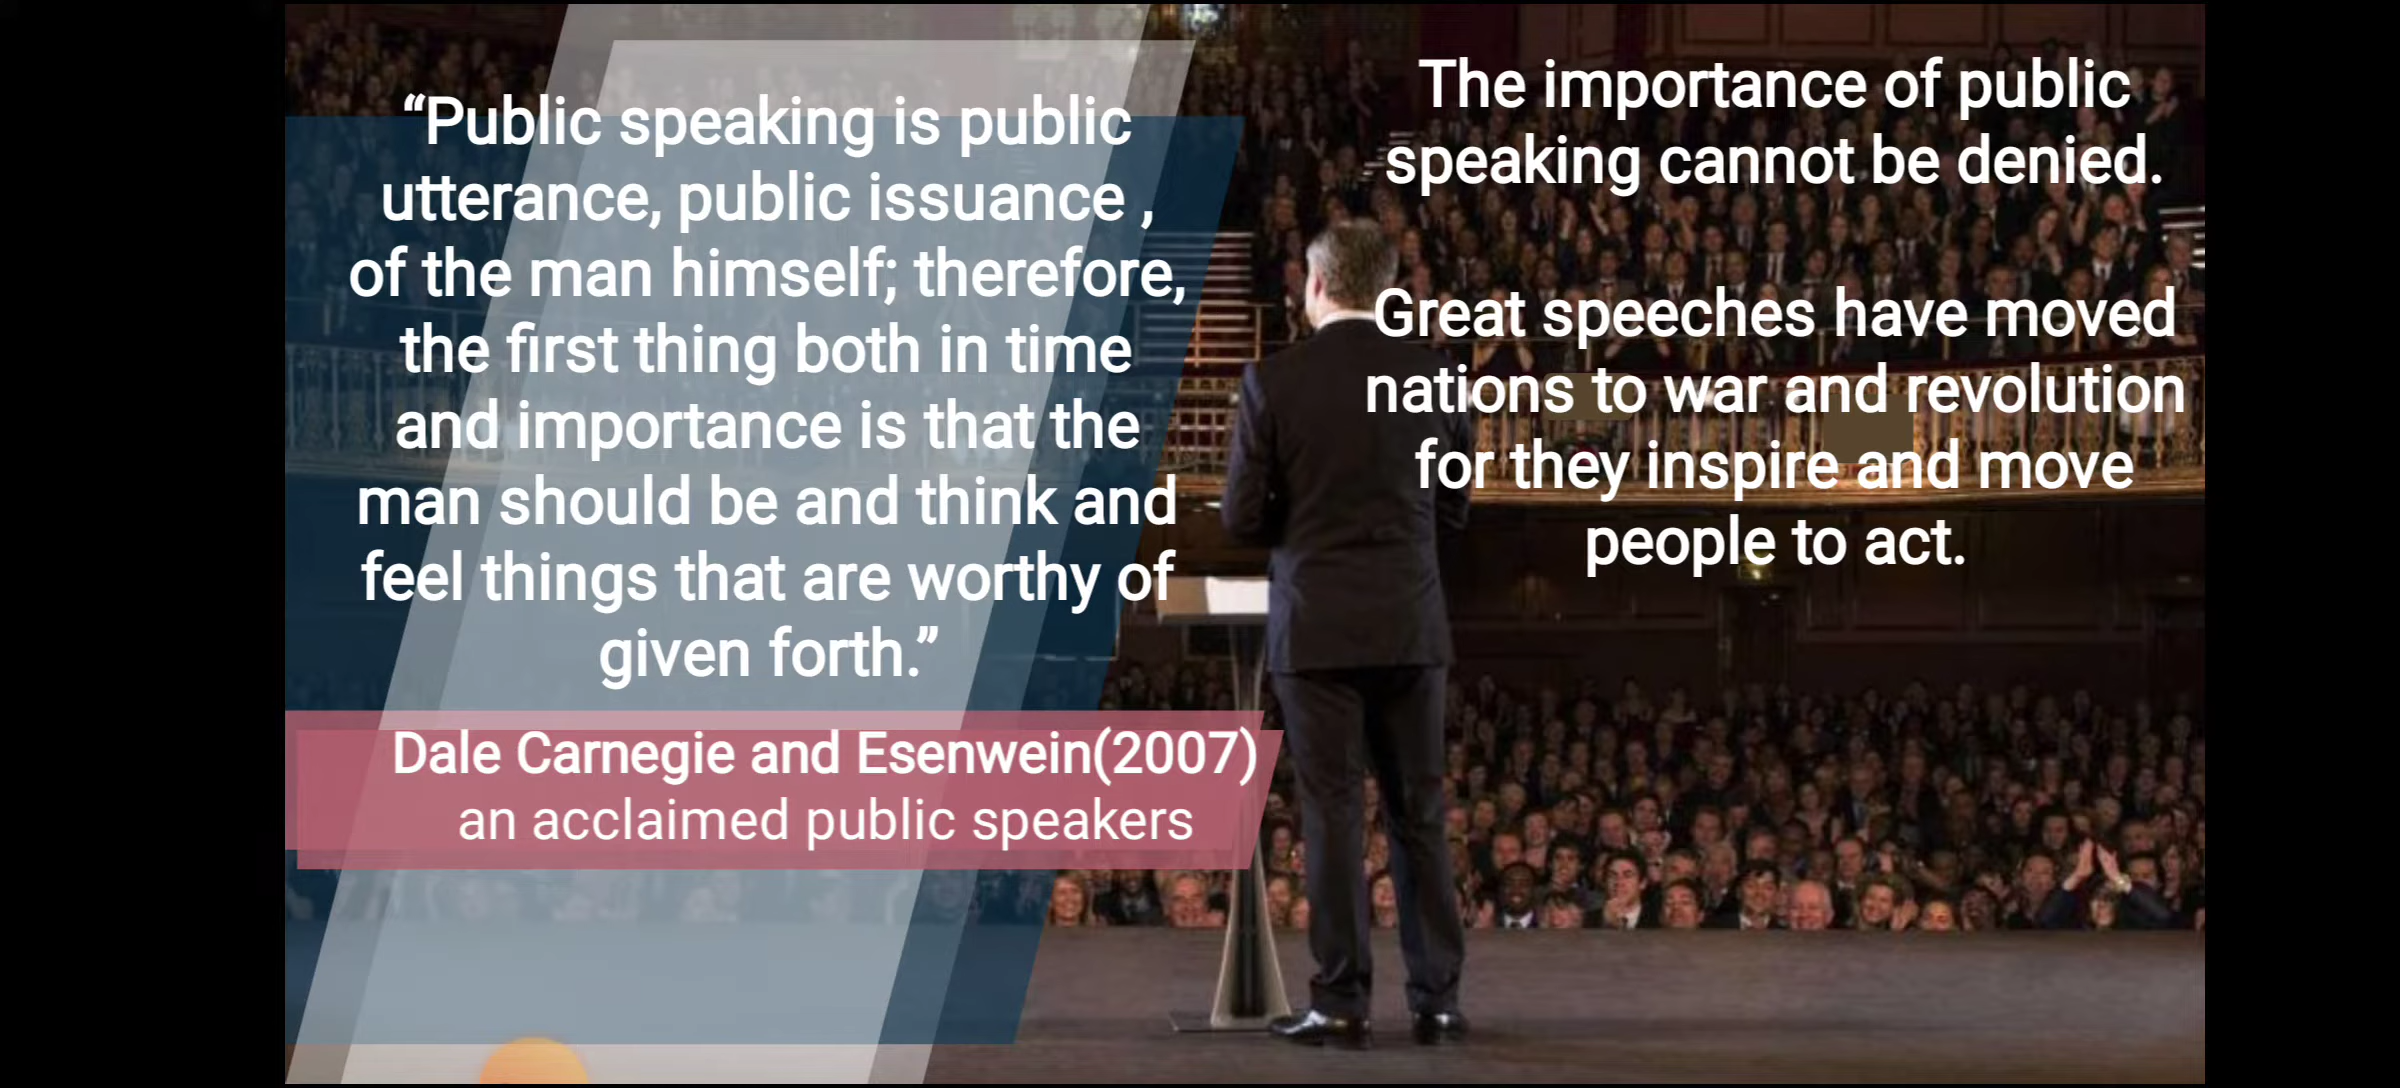 “Public speaking is public
utterance, public issuance ,
of the man himself; therefore,
the first thing both in time
and importance is that the
man should be and think and
feel things that are worthy of
given forth.”
Dale Carnegie and Esenwein(2007)
an acclaimed public speakers
The importance of public
speaking cannot be denied.
Great speeches have moved
nations to war and revolution
for they inspire and move
people to act.